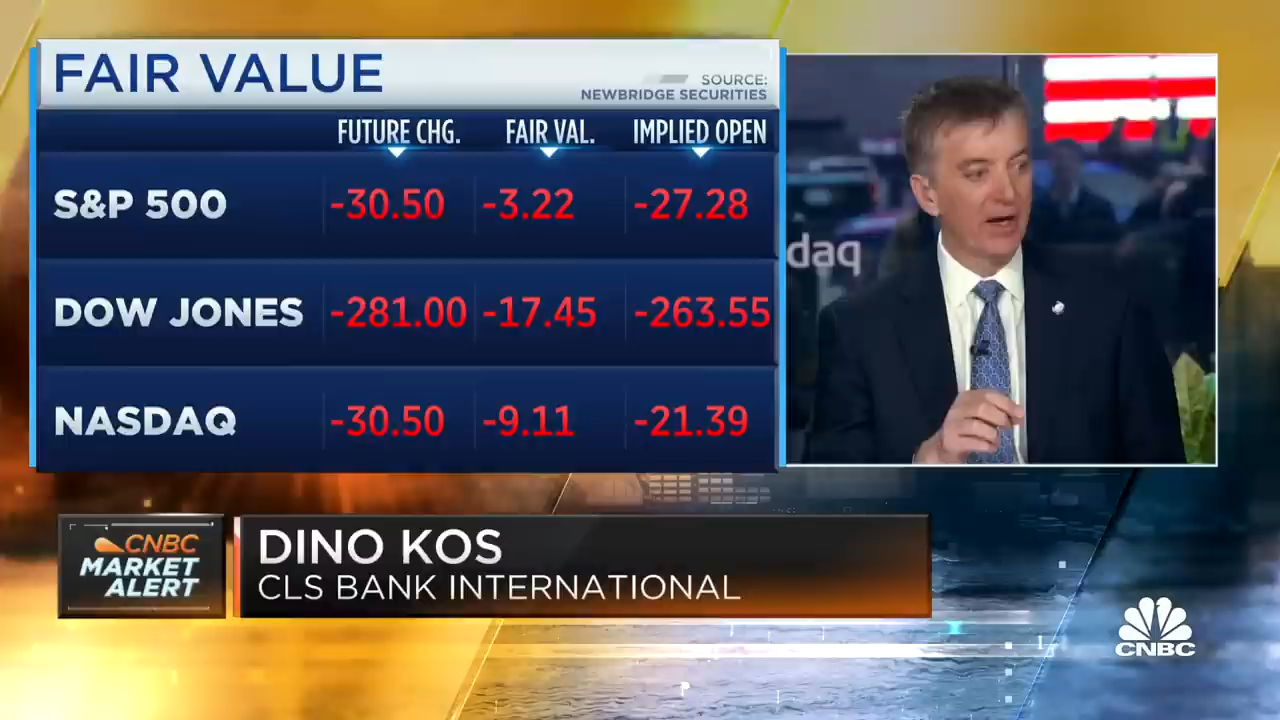 FAIR VALUE
SOURCE:
NEWBRIDGE SECURITIES
FUTURE CHG. FAIR VAL. IMPLIED OPEN
S&P 500 -30.50 -3.22 -27.28
DOW JONES -281.00 -17.45 -263.55
NASDAQ -30.50 -9.11 -21.39
daq
CNBC
MARKET
ALERT
DINO KOS
CLS BANK INTERNATIONAL
CNBC